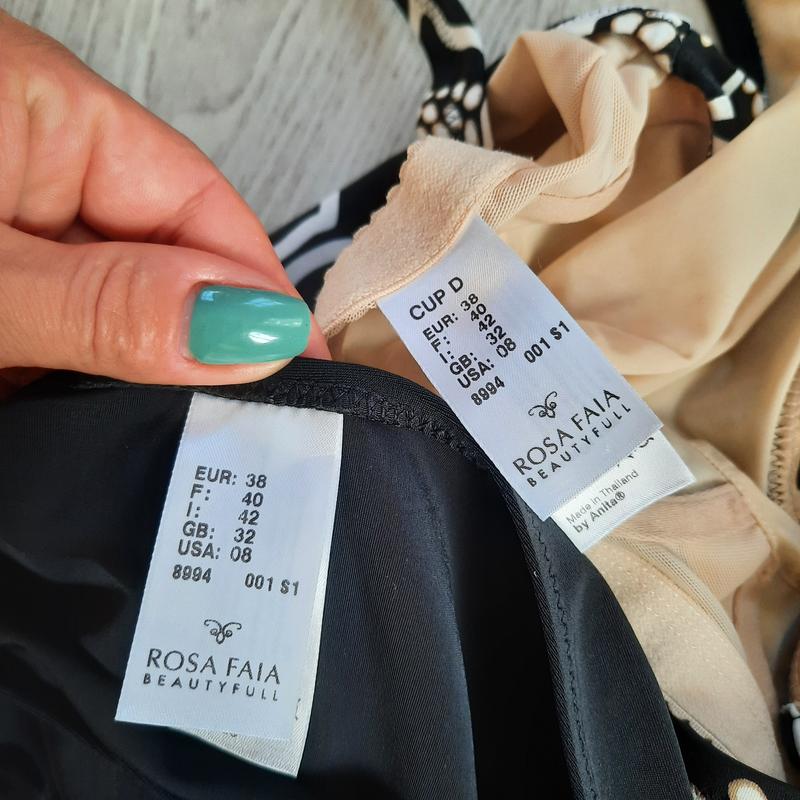 CUP D
EUR: 38
F: 40
I: 42
GB: 32
USA: 08
8994 001 S1
ROSA FAIA
BEAUTYFULL
Made in Thailand
by Anita®
EUR: 38
F: 40
I: 42
GB: 32
USA: 08
8994 001 S1
ROSA FAIA
BEAUTYFULL